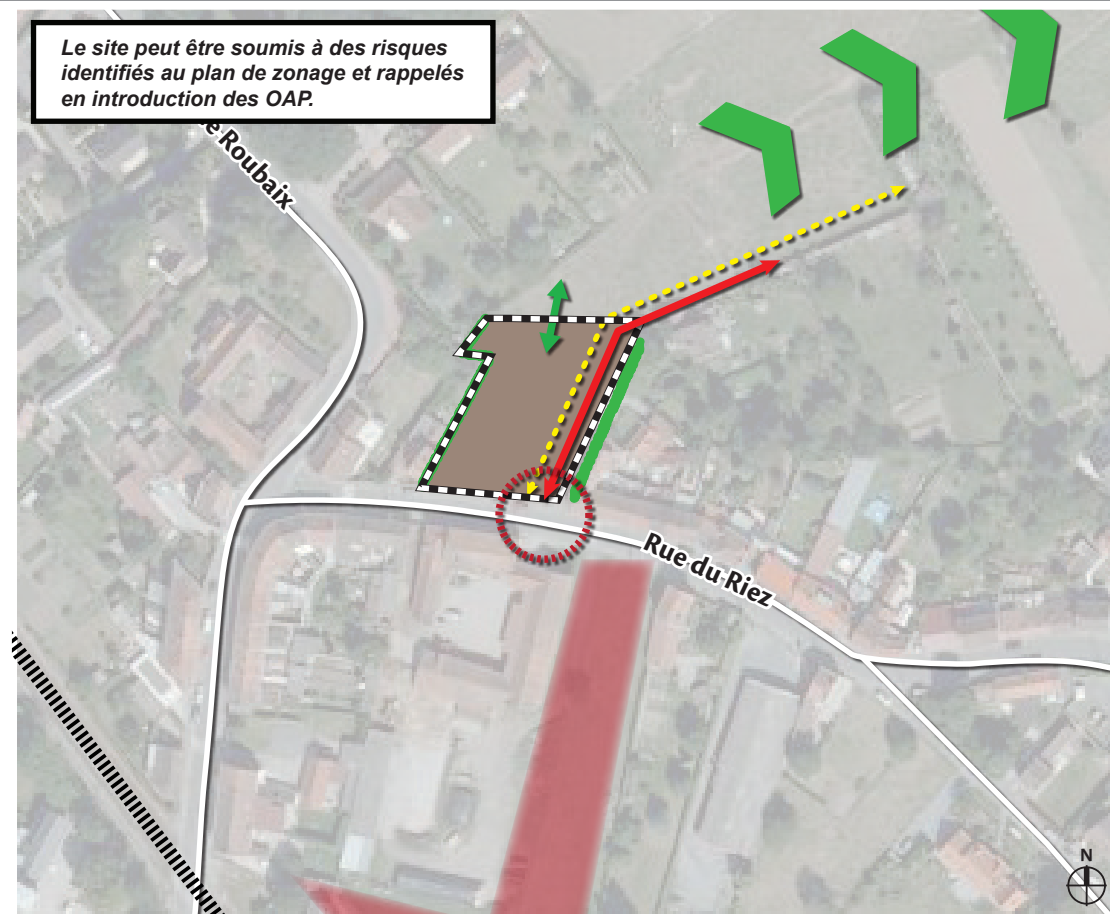 Le site peut être soumis à des risques
identifiés au plan de zonage et rappelés
en introduction des OAP.
Roubaix
Rue du Riez
N